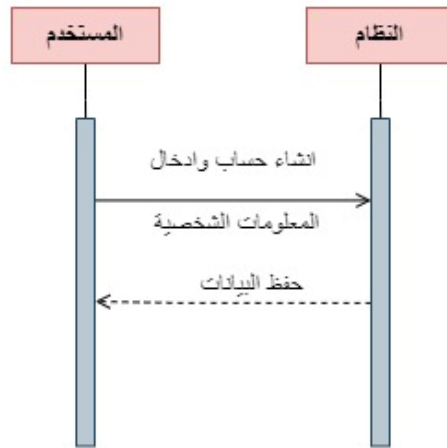 النظام
المستخدم
انشاء حساب وادخال
المعلومات الشخصية
حفظ البيانات